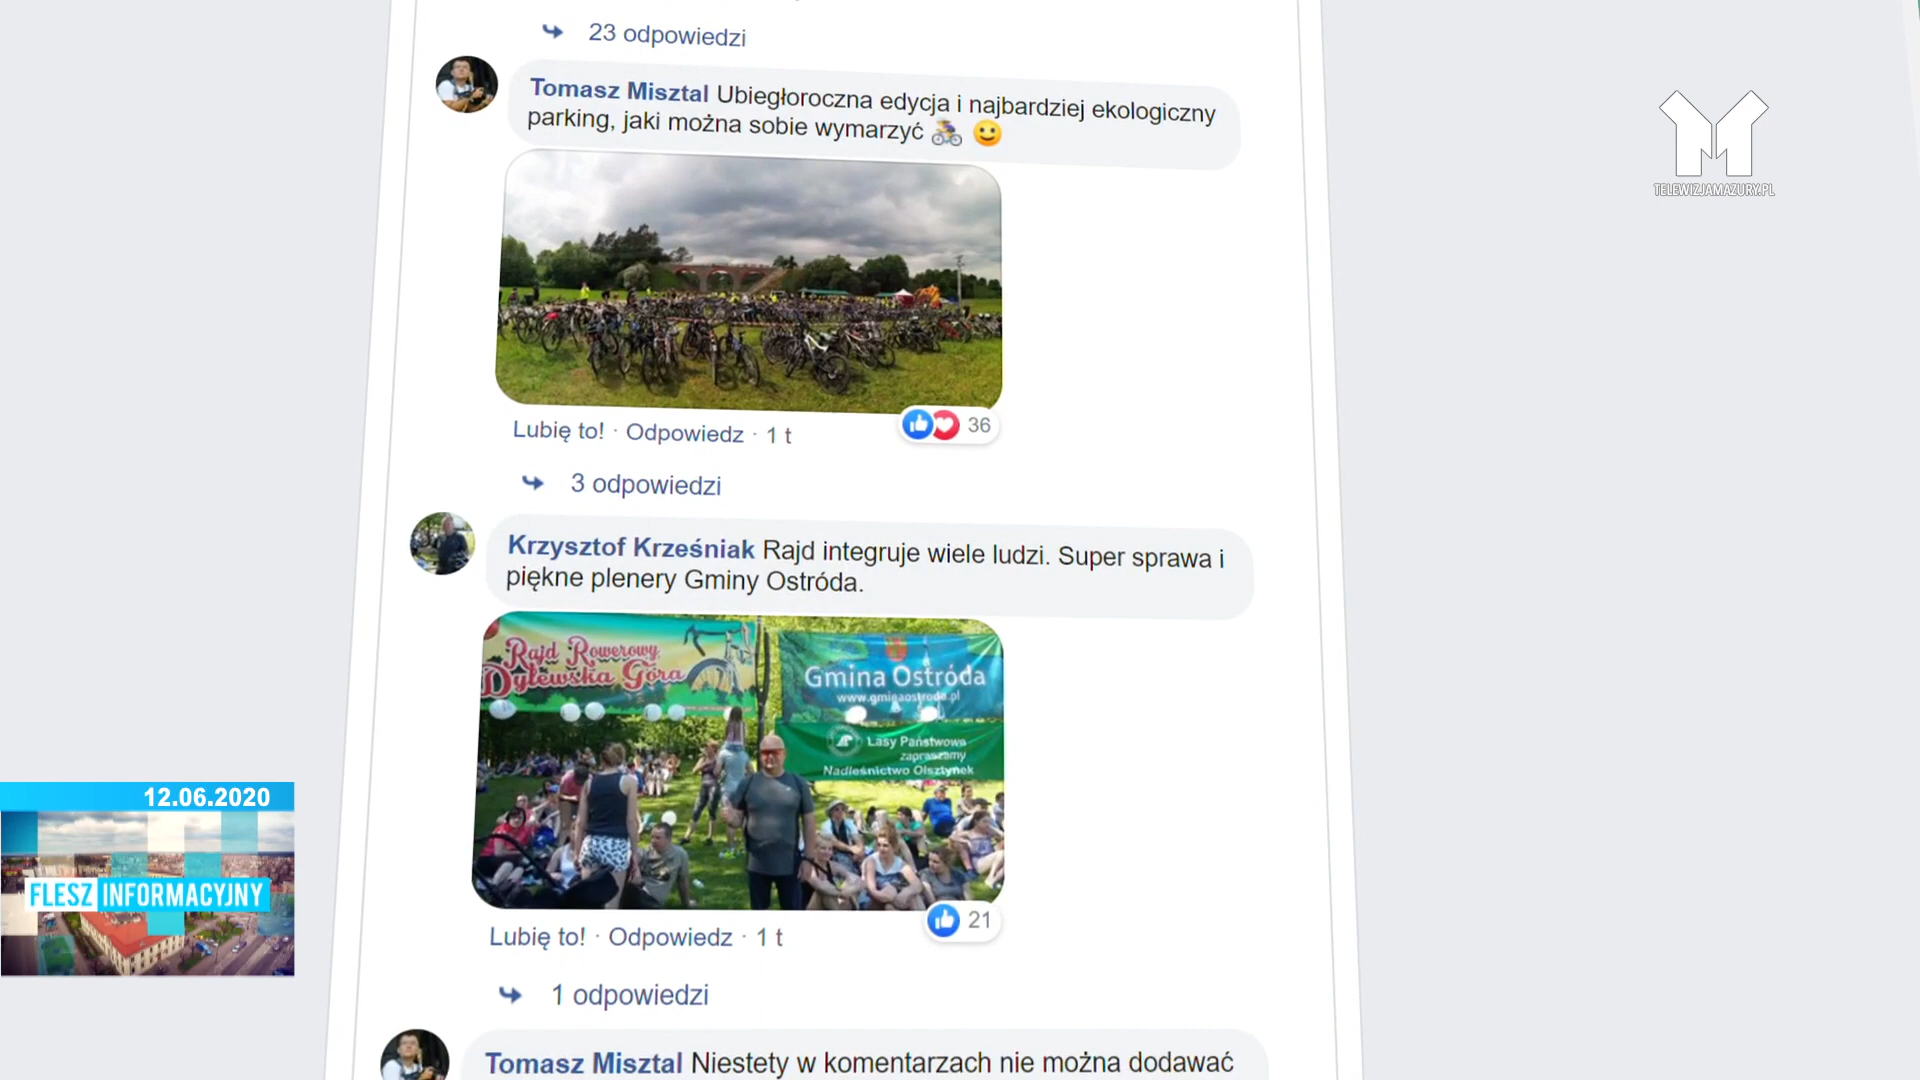 23 odpowiedzi
Tomasz Misztal Ubiegłoroczna edycja i najbardziej ekologiczny
parking, jaki można sobie wymarzyć
Lubię to! · Odpowiedz · 1 t
36
3 odpowiedzi
Krzysztof Krześniak Rajd integruje wiele ludzi. Super sprawa i
piękne plenery Gminy Ostróda.
Rajd Rowerowy
Dylewska Góra
Gmina Ostróda
www.gminaostroda.pl
Lasy Państwowe
zapraszamy
Nadleśnictwo Olsztynek
Lubię to! · Odpowiedz · 1 t
21
1 odpowiedzi
Tomasz Misztal Niestety w komentarzach nie można dodawać
TELEWIZJAMAZURY.PL
12.06.2020
FLESZ INFORMACYJNY